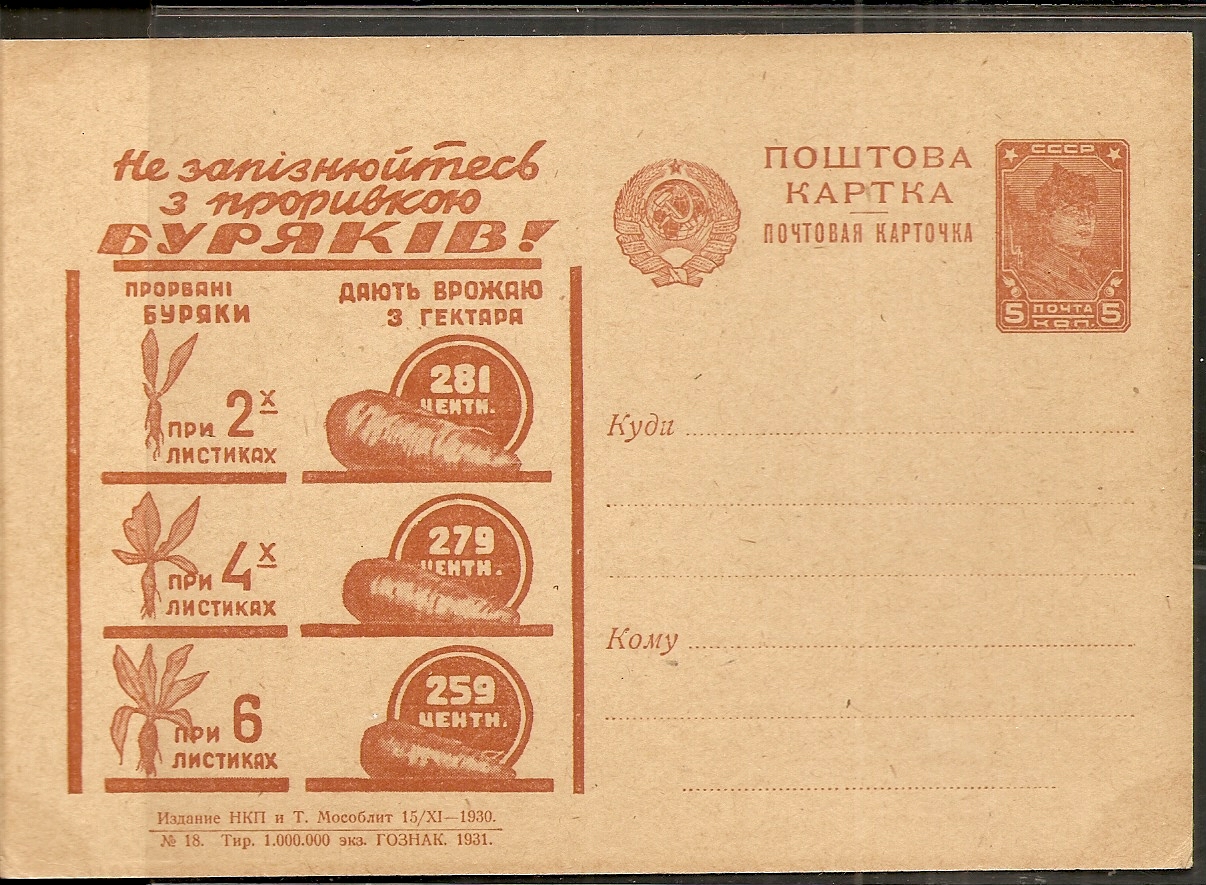 Не запізнюйтесь
з проривкою
БУРЯКІВ!
ПРОРВАНІ
БУРЯКИ
ДАЮТЬ ВРОЖАЮ
З ГЕКТАРА
ПРИ 2х
ЛИСТИКАХ
281
ЦЕНТН.
ПРИ 4х
ЛИСТИКАХ
279
ЦЕНТН.
ПРИ 6
ЛИСТИКАХ
259
ЦЕНТН.
Издание НКП и Т. Мособлит 15/XI—1930.
№ 18. Тир. 1.000.000 экз. ГОЗНАК. 1931.
ПОШТОВА
КАРТКА
ПОЧТОВАЯ КАРТОЧКА
СССР
5 ПОЧТА 5
КОП.
Куди
Кому